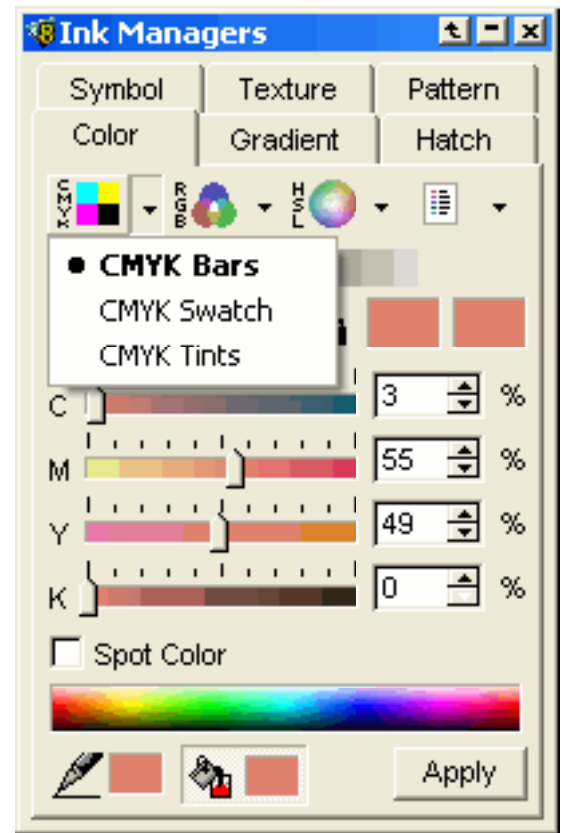 Ink Managers
Symbol Texture Pattern
Color Gradient Hatch
CMYK RGB HSL
CMYK Bars
CMYK Swatch
CMYK Tints
C 3 %
M 55 %
Y 49 %
K 0 %
Spot Color
Apply